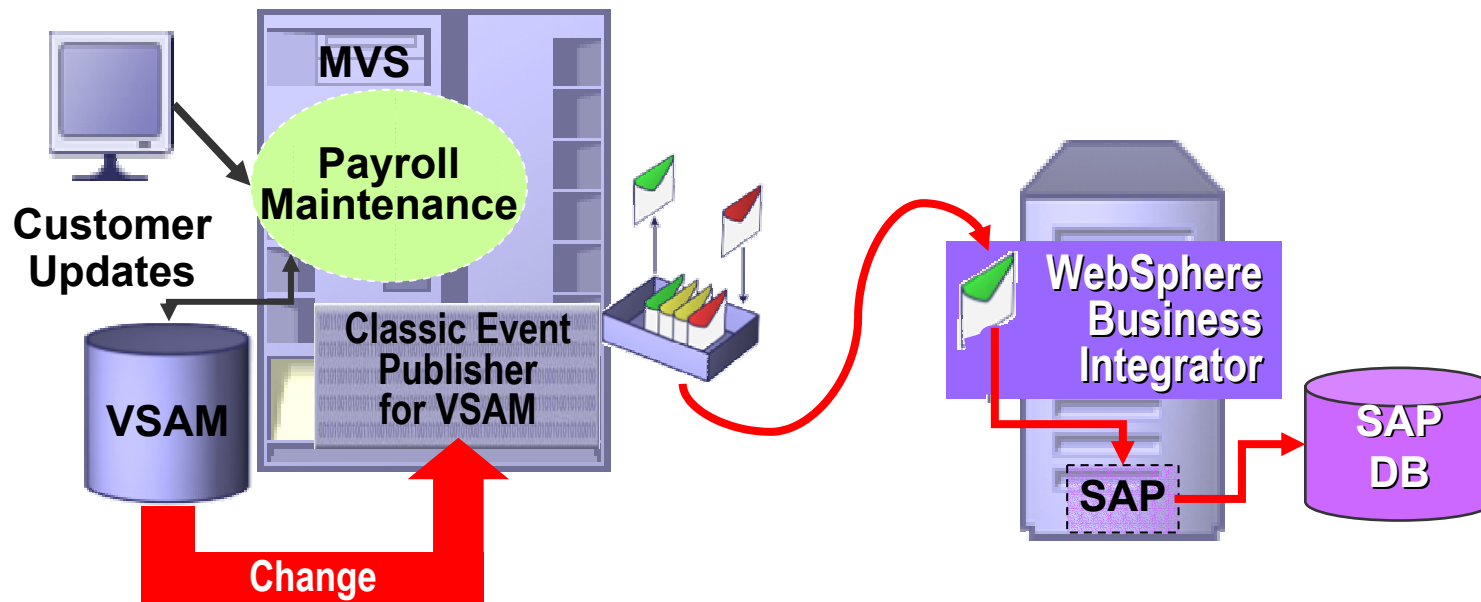 MVS
Payroll
Maintenance
Customer
Updates
Classic Event
Publisher
for VSAM
VSAM
Change
WebSphere
Business
Integrator
SAP
SAP
DB